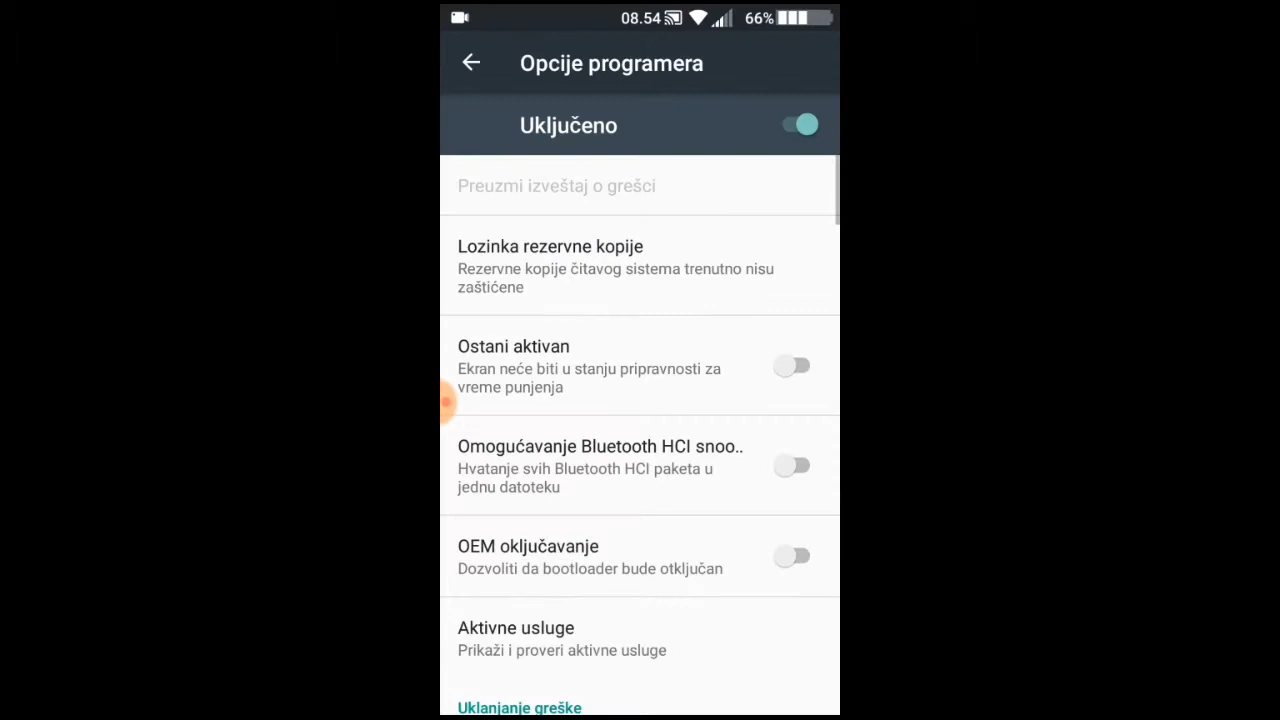 08.54 66%
Opcije programera
Uključeno
Preuzmi izveštaj o grešci
Lozinka rezervne kopije
Rezervne kopije čitavog sistema trenutno nisu
zaštićene
Ostani aktivan
Ekran neće biti u stanju pripravnosti za
vreme punjenja
Omogućavanje Bluetooth HCI snoo..
Hvatanje svih Bluetooth HCI paketa u
jednu datoteku
OEM oključavanje
Dozvoliti da bootloader bude otključan
Aktivne usluge
Prikaži i proveri aktivne usluge
Uklanjanje greške